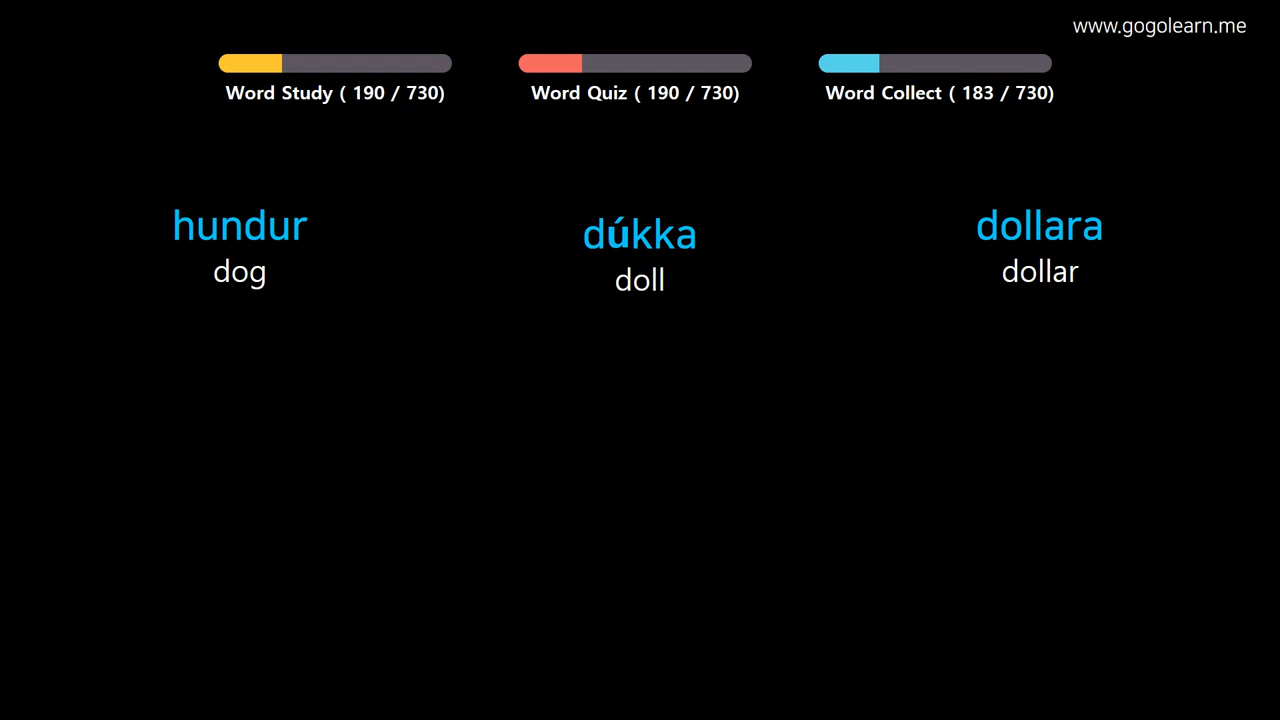 www.gogolearn.me
Word Study ( 190 / 730)
Word Quiz ( 190 / 730)
Word Collect ( 183 / 730)
hundur
dog
dúkka
doll
dollara
dollar